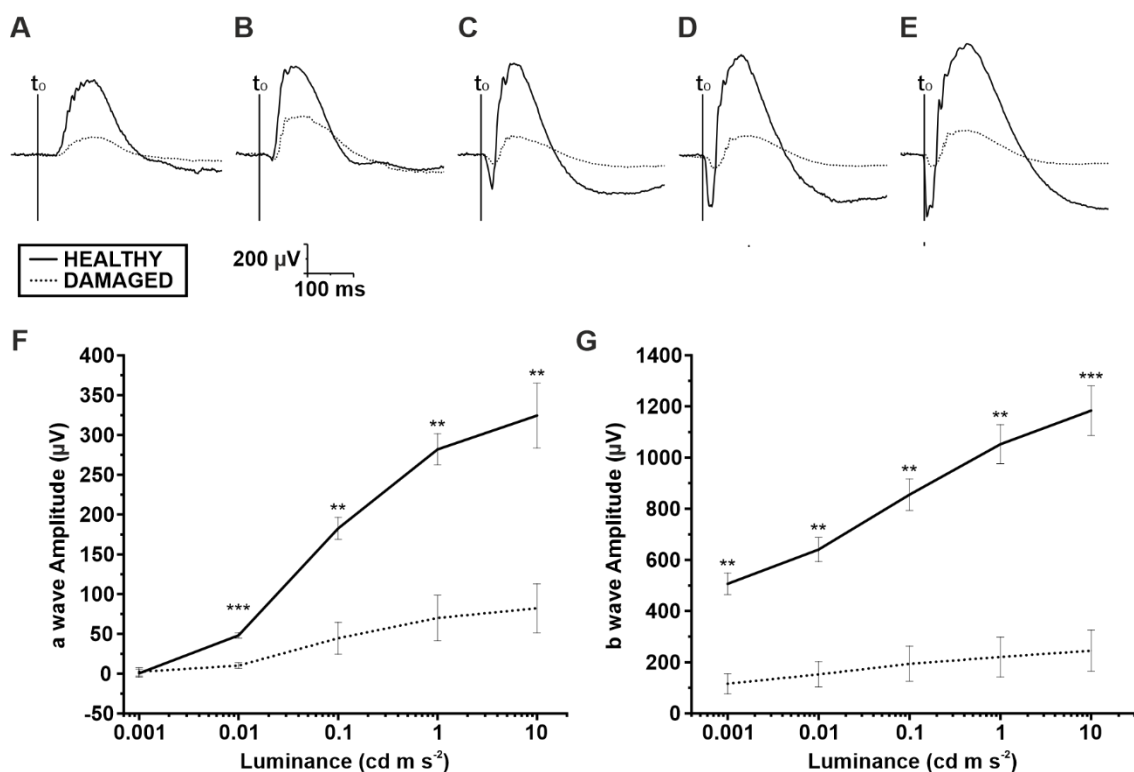 A B C D E
t₀ t₀ t₀ t₀ t₀
HEALTHY
DAMAGED
200 µV
100 ms
F
400
350
300
250
200
150
100
50
0
-50
a wave Amplitude (µV)
***
**
**
**
0.001 0.01 0.1 1 10
Luminance (cd m s⁻²)
G
1400
1200
1000
800
600
400
200
0
b wave Amplitude (µV)
**
**
**
**
***
0.001 0.01 0.1 1 10
Luminance (cd m s⁻²)